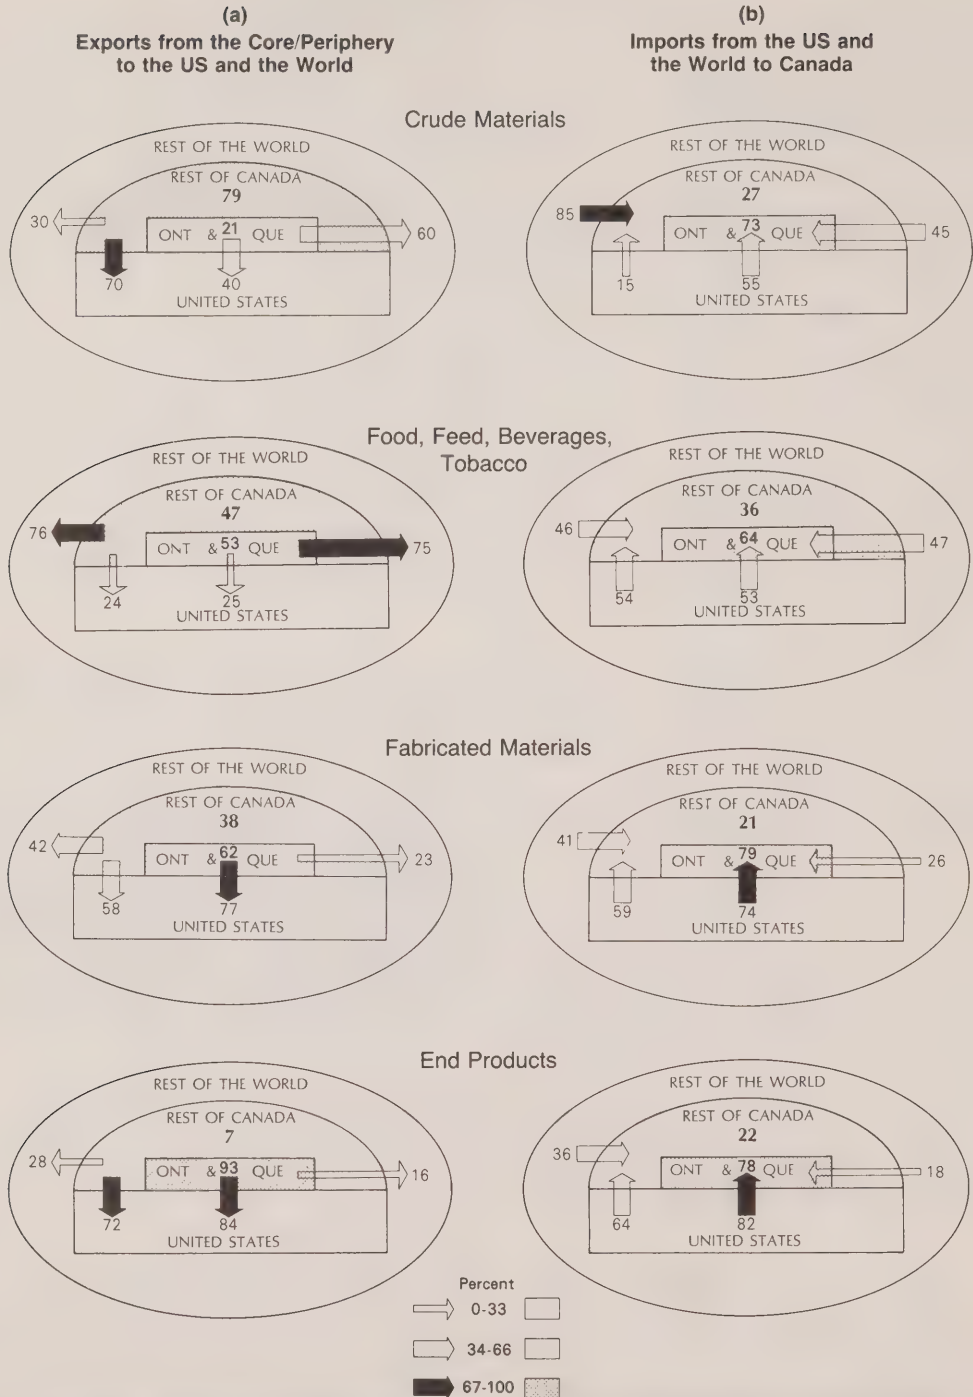 (a)
Exports from the Core/Periphery
to the US and the World
(b)
Imports from the US and
the World to Canada
Crude Materials
REST OF THE WORLD
REST OF CANADA
79
30
ONT & 21 QUE
60
70
40
UNITED STATES
REST OF THE WORLD
REST OF CANADA
27
85
ONT & 73 QUE
45
15
55
UNITED STATES
Food, Feed, Beverages,
Tobacco
REST OF THE WORLD
REST OF CANADA
47
76
ONT & 53 QUE
75
24
25
UNITED STATES
REST OF THE WORLD
REST OF CANADA
36
46
ONT & 64 QUE
47
54
53
UNITED STATES
Fabricated Materials
REST OF THE WORLD
REST OF CANADA
38
42
ONT & 62 QUE
23
58
77
UNITED STATES
REST OF THE WORLD
REST OF CANADA
21
41
ONT & 79 QUE
26
59
74
UNITED STATES
End Products
REST OF THE WORLD
REST OF CANADA
7
28
ONT & 93 QUE
16
72
84
UNITED STATES
REST OF THE WORLD
REST OF CANADA
22
36
ONT & 78 QUE
18
64
82
UNITED STATES
Percent
0-33
34-66
67-100